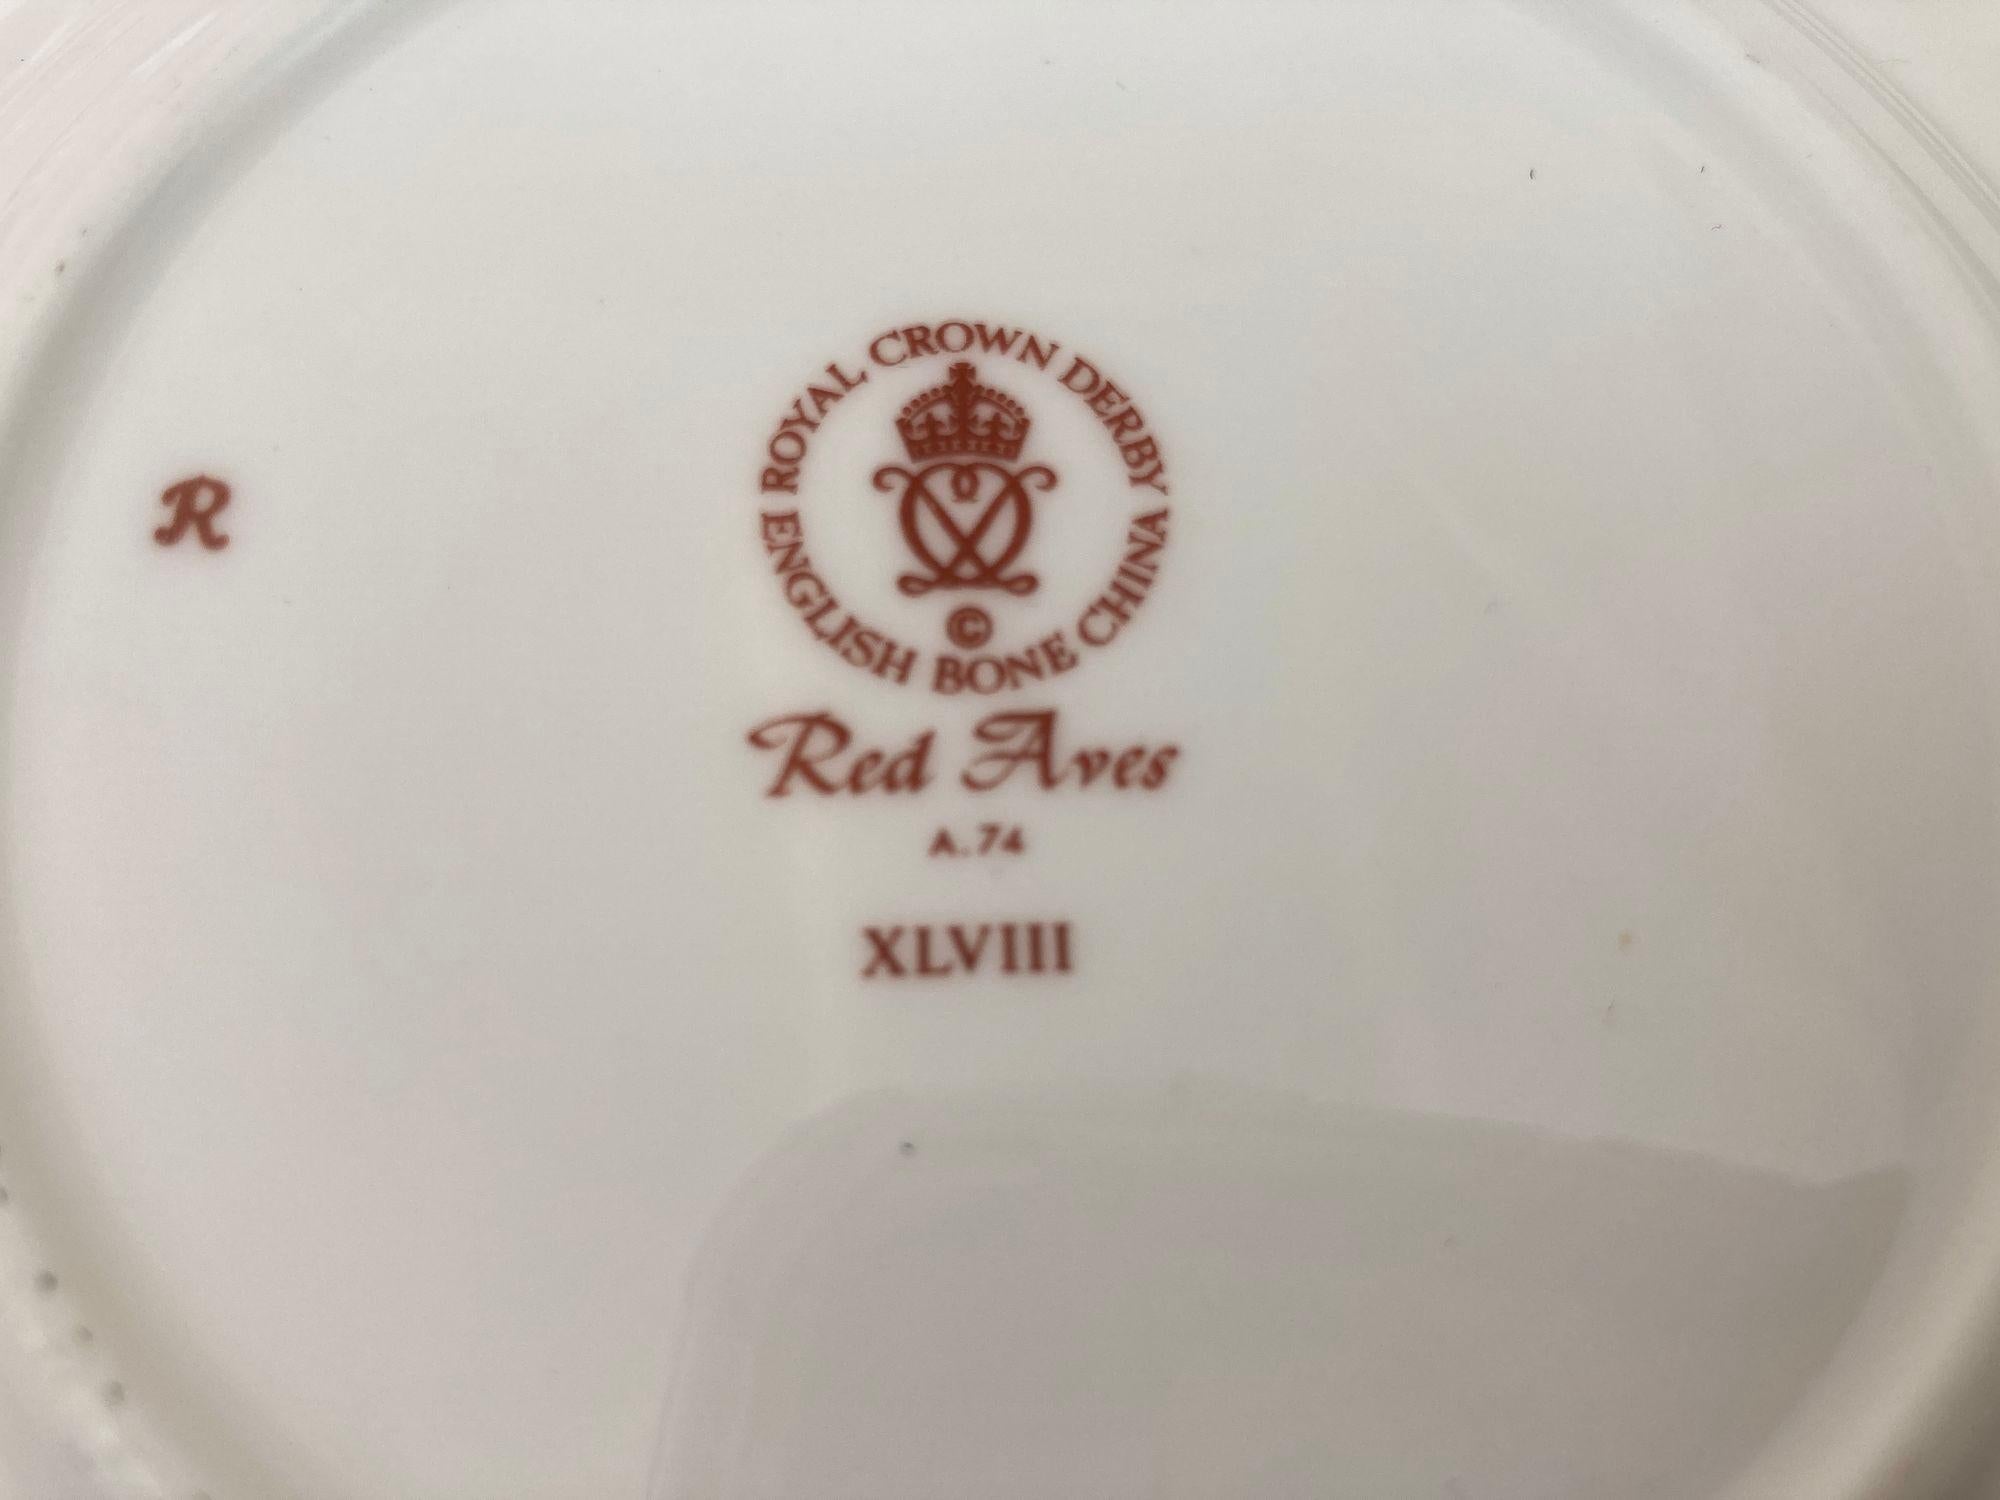 ROYAL CROWN DERBY
©
ENGLISH BONE CHINA
R
Red Aves
A.74
XLVIII